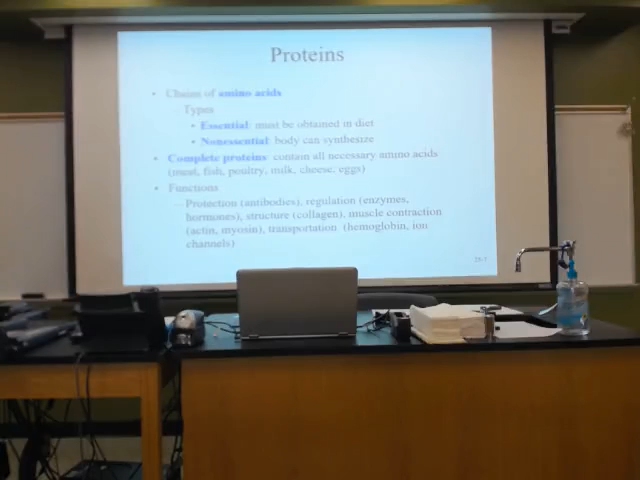 Proteins
• Chains of amino acids
Types
• Essential: must be obtained in diet
• Nonessential: body can synthesize
• Complete proteins: contain all necessary amino acids
(meat, fish, poultry, milk, cheese, eggs)
• Functions
– Protection (antibodies), regulation (enzymes,
hormones), structure (collagen), muscle contraction
(actin, myosin), transportation (hemoglobin, ion
channels)